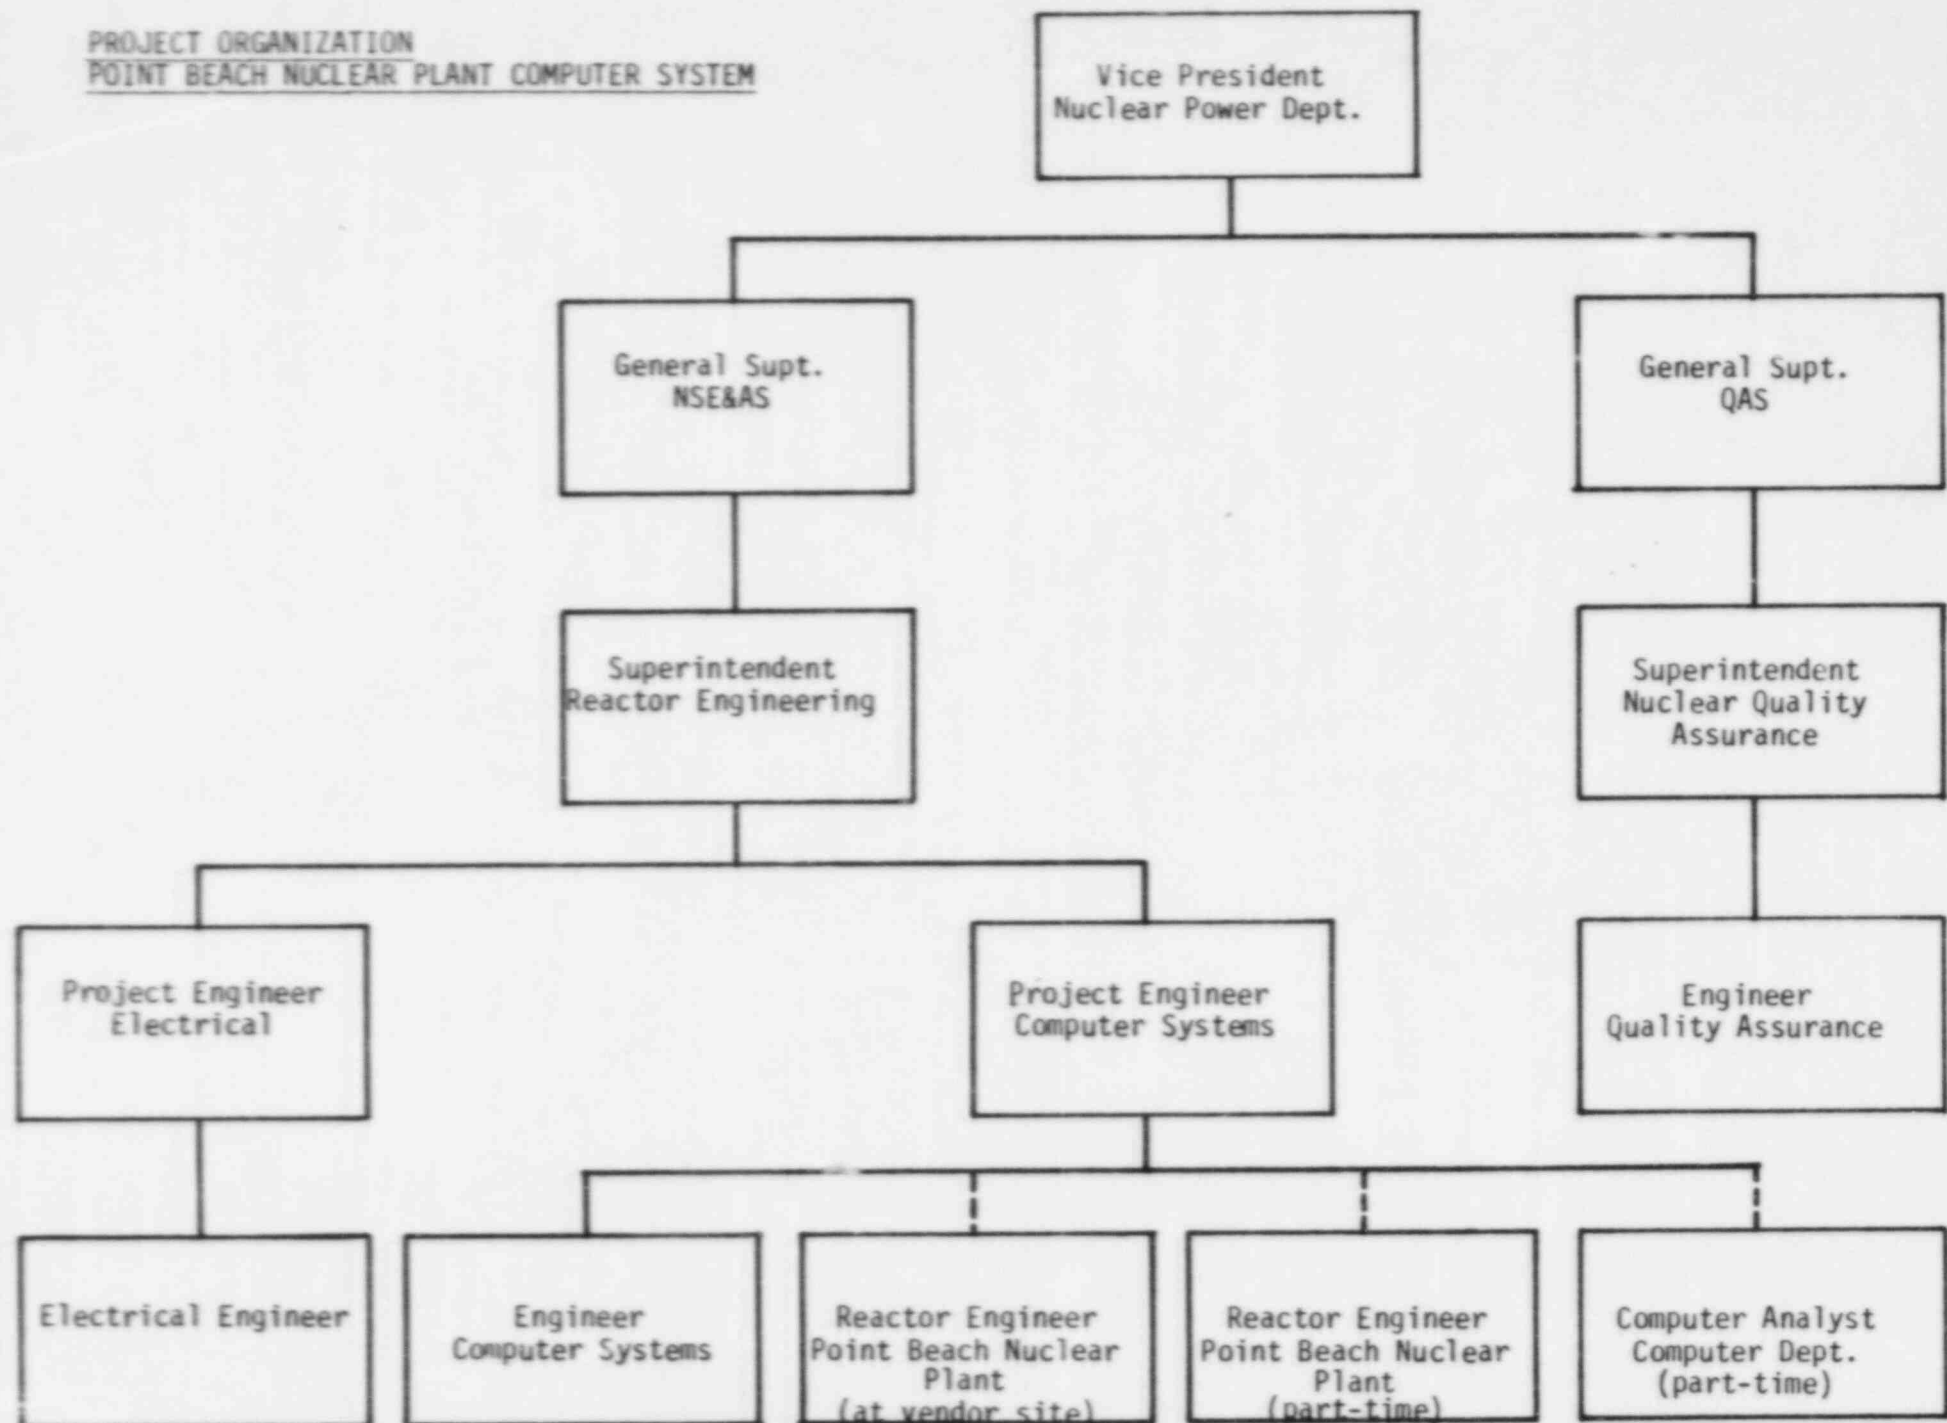 PROJECT ORGANIZATION
POINT BEACH NUCLEAR PLANT COMPUTER SYSTEM
Vice President
Nuclear Power Dept.
General Supt.
NSE&AS
General Supt.
QAS
Superintendent
Reactor Engineering
Superintendent
Nuclear Quality
Assurance
Project Engineer
Electrical
Project Engineer
Computer Systems
Engineer
Quality Assurance
Electrical Engineer
Engineer
Computer Systems
Reactor Engineer
Point Beach Nuclear
Plant
(at vendor site)
Reactor Engineer
Point Beach Nuclear
Plant
(part-time)
Computer Analyst
Computer Dept.
(part-time)